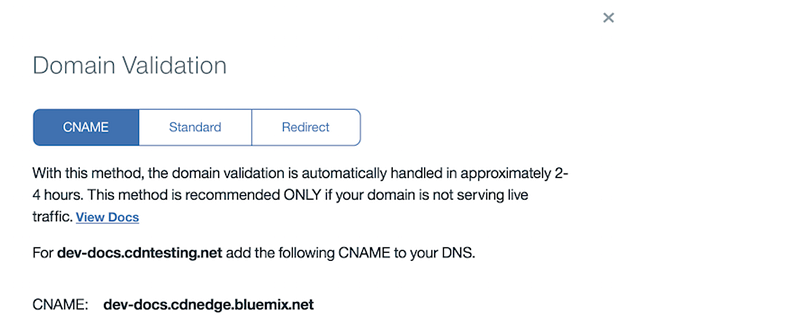 ×
Domain Validation
CNAME Standard Redirect
With this method, the domain validation is automatically handled in approximately 2-
4 hours. This method is recommended ONLY if your domain is not serving live
traffic. View Docs
For dev-docs.cdntesting.net add the following CNAME to your DNS.
CNAME: dev-docs.cdnedge.bluemix.net